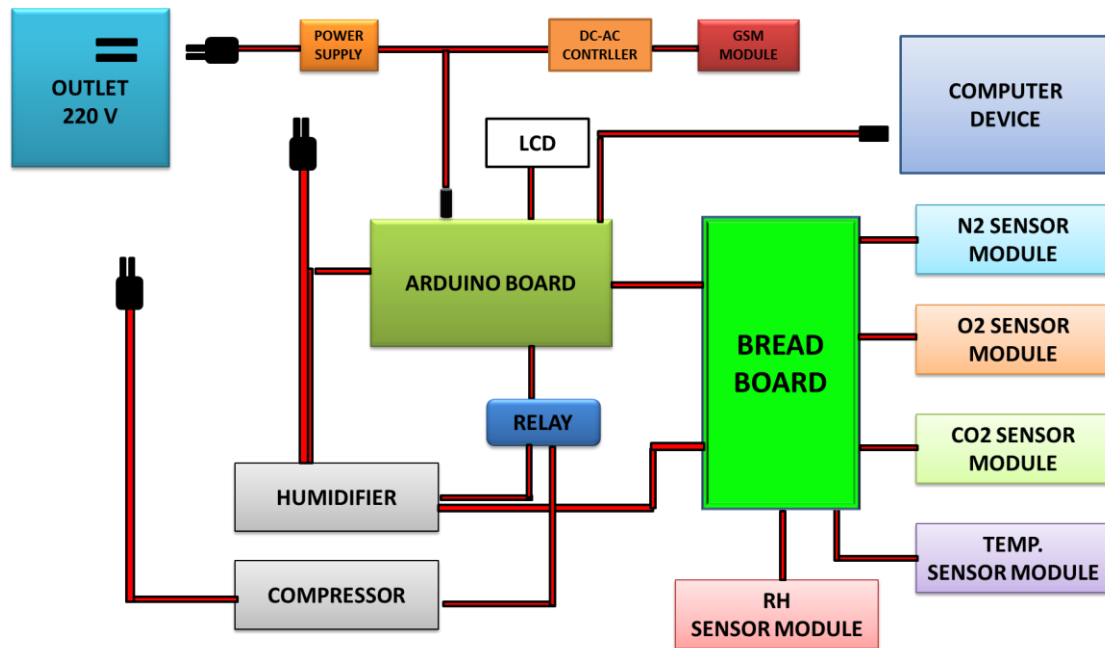 OUTLET
220 V
POWER
SUPPLY
DC-AC
CONTRLLER
GSM
MODULE
COMPUTER
DEVICE
LCD
ARDUINO BOARD
BREAD
BOARD
N2 SENSOR
MODULE
O2 SENSOR
MODULE
CO2 SENSOR
MODULE
TEMP.
SENSOR MODULE
RELAY
HUMIDIFIER
COMPRESSOR
RH
SENSOR MODULE